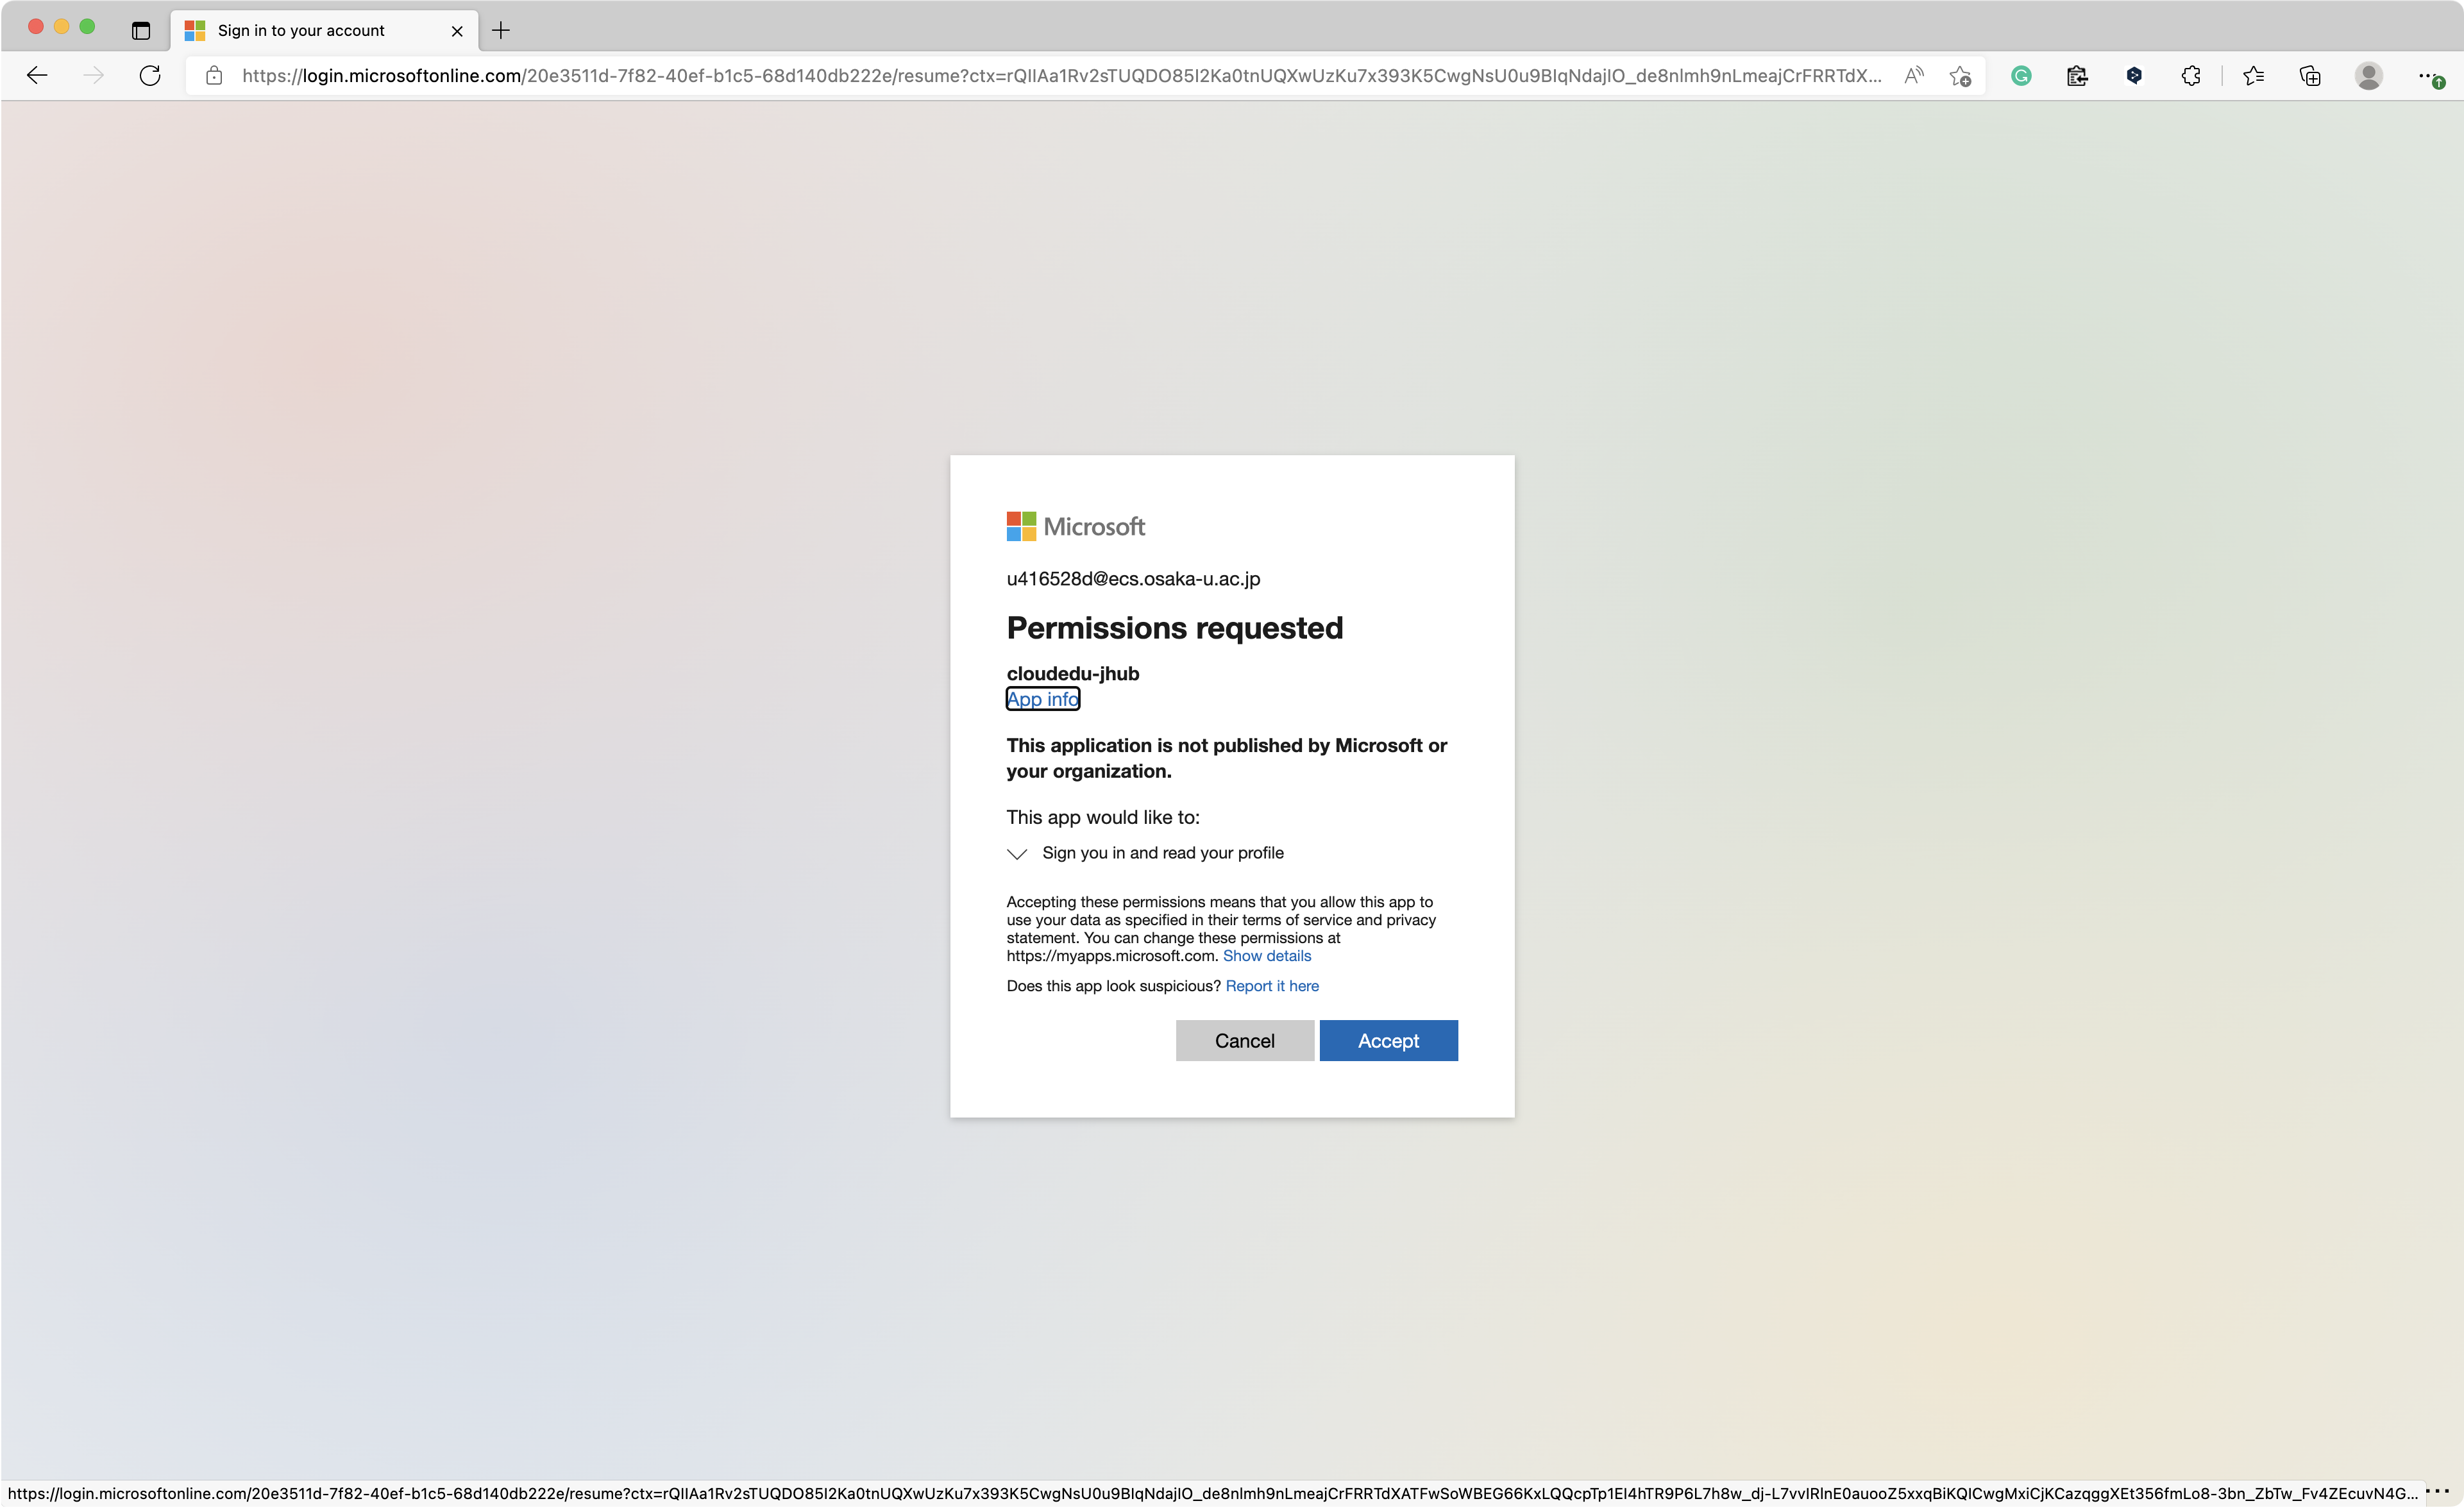 Sign in to your account
https://login.microsoftonline.com/20e3511d-7f82-40ef-b1c5-68d140db222e/resume?ctx=rQIIAa1Rv2sTUQDO85I2Ka0tnUQXwUzKu7x393K5CwgNsU0u9BIqNdajIO_de8nlmh9nLmeajCrFRRTdX...
Microsoft
u416528d@ecs.osaka-u.ac.jp
Permissions requested
cloudedu-jhub
App info
This application is not published by Microsoft or
your organization.
This app would like to:
Sign you in and read your profile
Accepting these permissions means that you allow this app to
use your data as specified in their terms of service and privacy
statement. You can change these permissions at
https://myapps.microsoft.com. Show details
Does this app look suspicious? Report it here
Cancel Accept
https://login.microsoftonline.com/20e3511d-7f82-40ef-b1c5-68d140db222e/resume?ctx=rQIIAa1Rv2sTUQDO85I2Ka0tnUQXwUzKu7x393K5CwgNsU0u9BIqNdajIO_de8nlmh9nLmeajCrFRRTdXATFwSoWBEG66KxLQQcpTp1EI4hTR9P6L7h8w_dj-L7vvIRInE0auooZ5xxqBiKQICwgMxiCjKCazqggXEt356fmLo8-3bn_ZbTw_Fv4ZEcuvN4G...